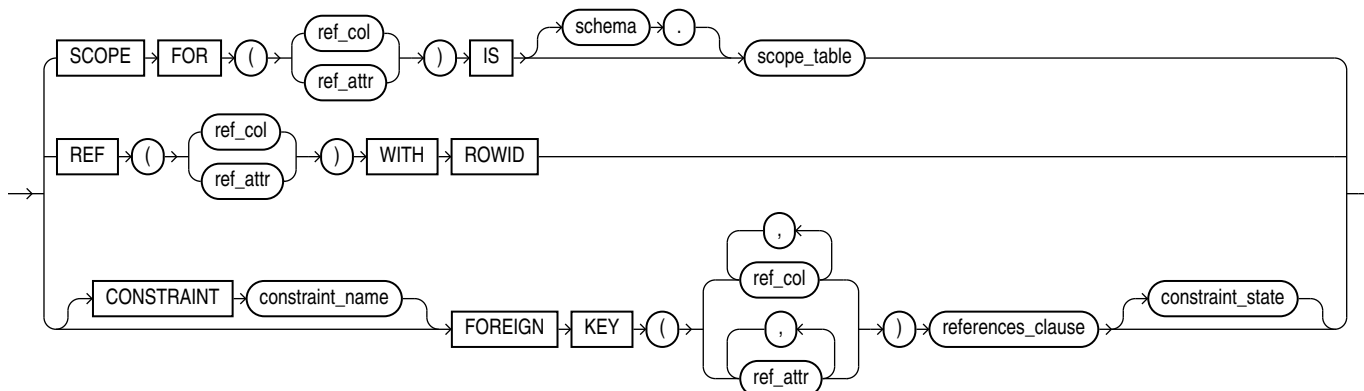 SCOPE FOR ( ref_col ref_attr ) IS schema . scope_table
REF ( ref_col ref_attr ) WITH ROWID
CONSTRAINT constraint_name FOREIGN KEY ( , ref_col , ref_attr ) references_clause constraint_state